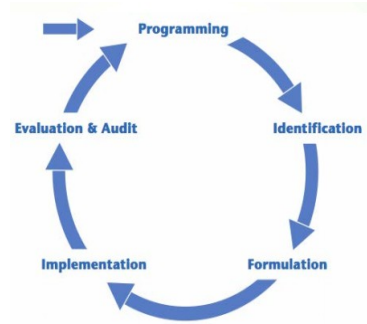 Programming
Evaluation & Audit
Identification
Implementation
Formulation